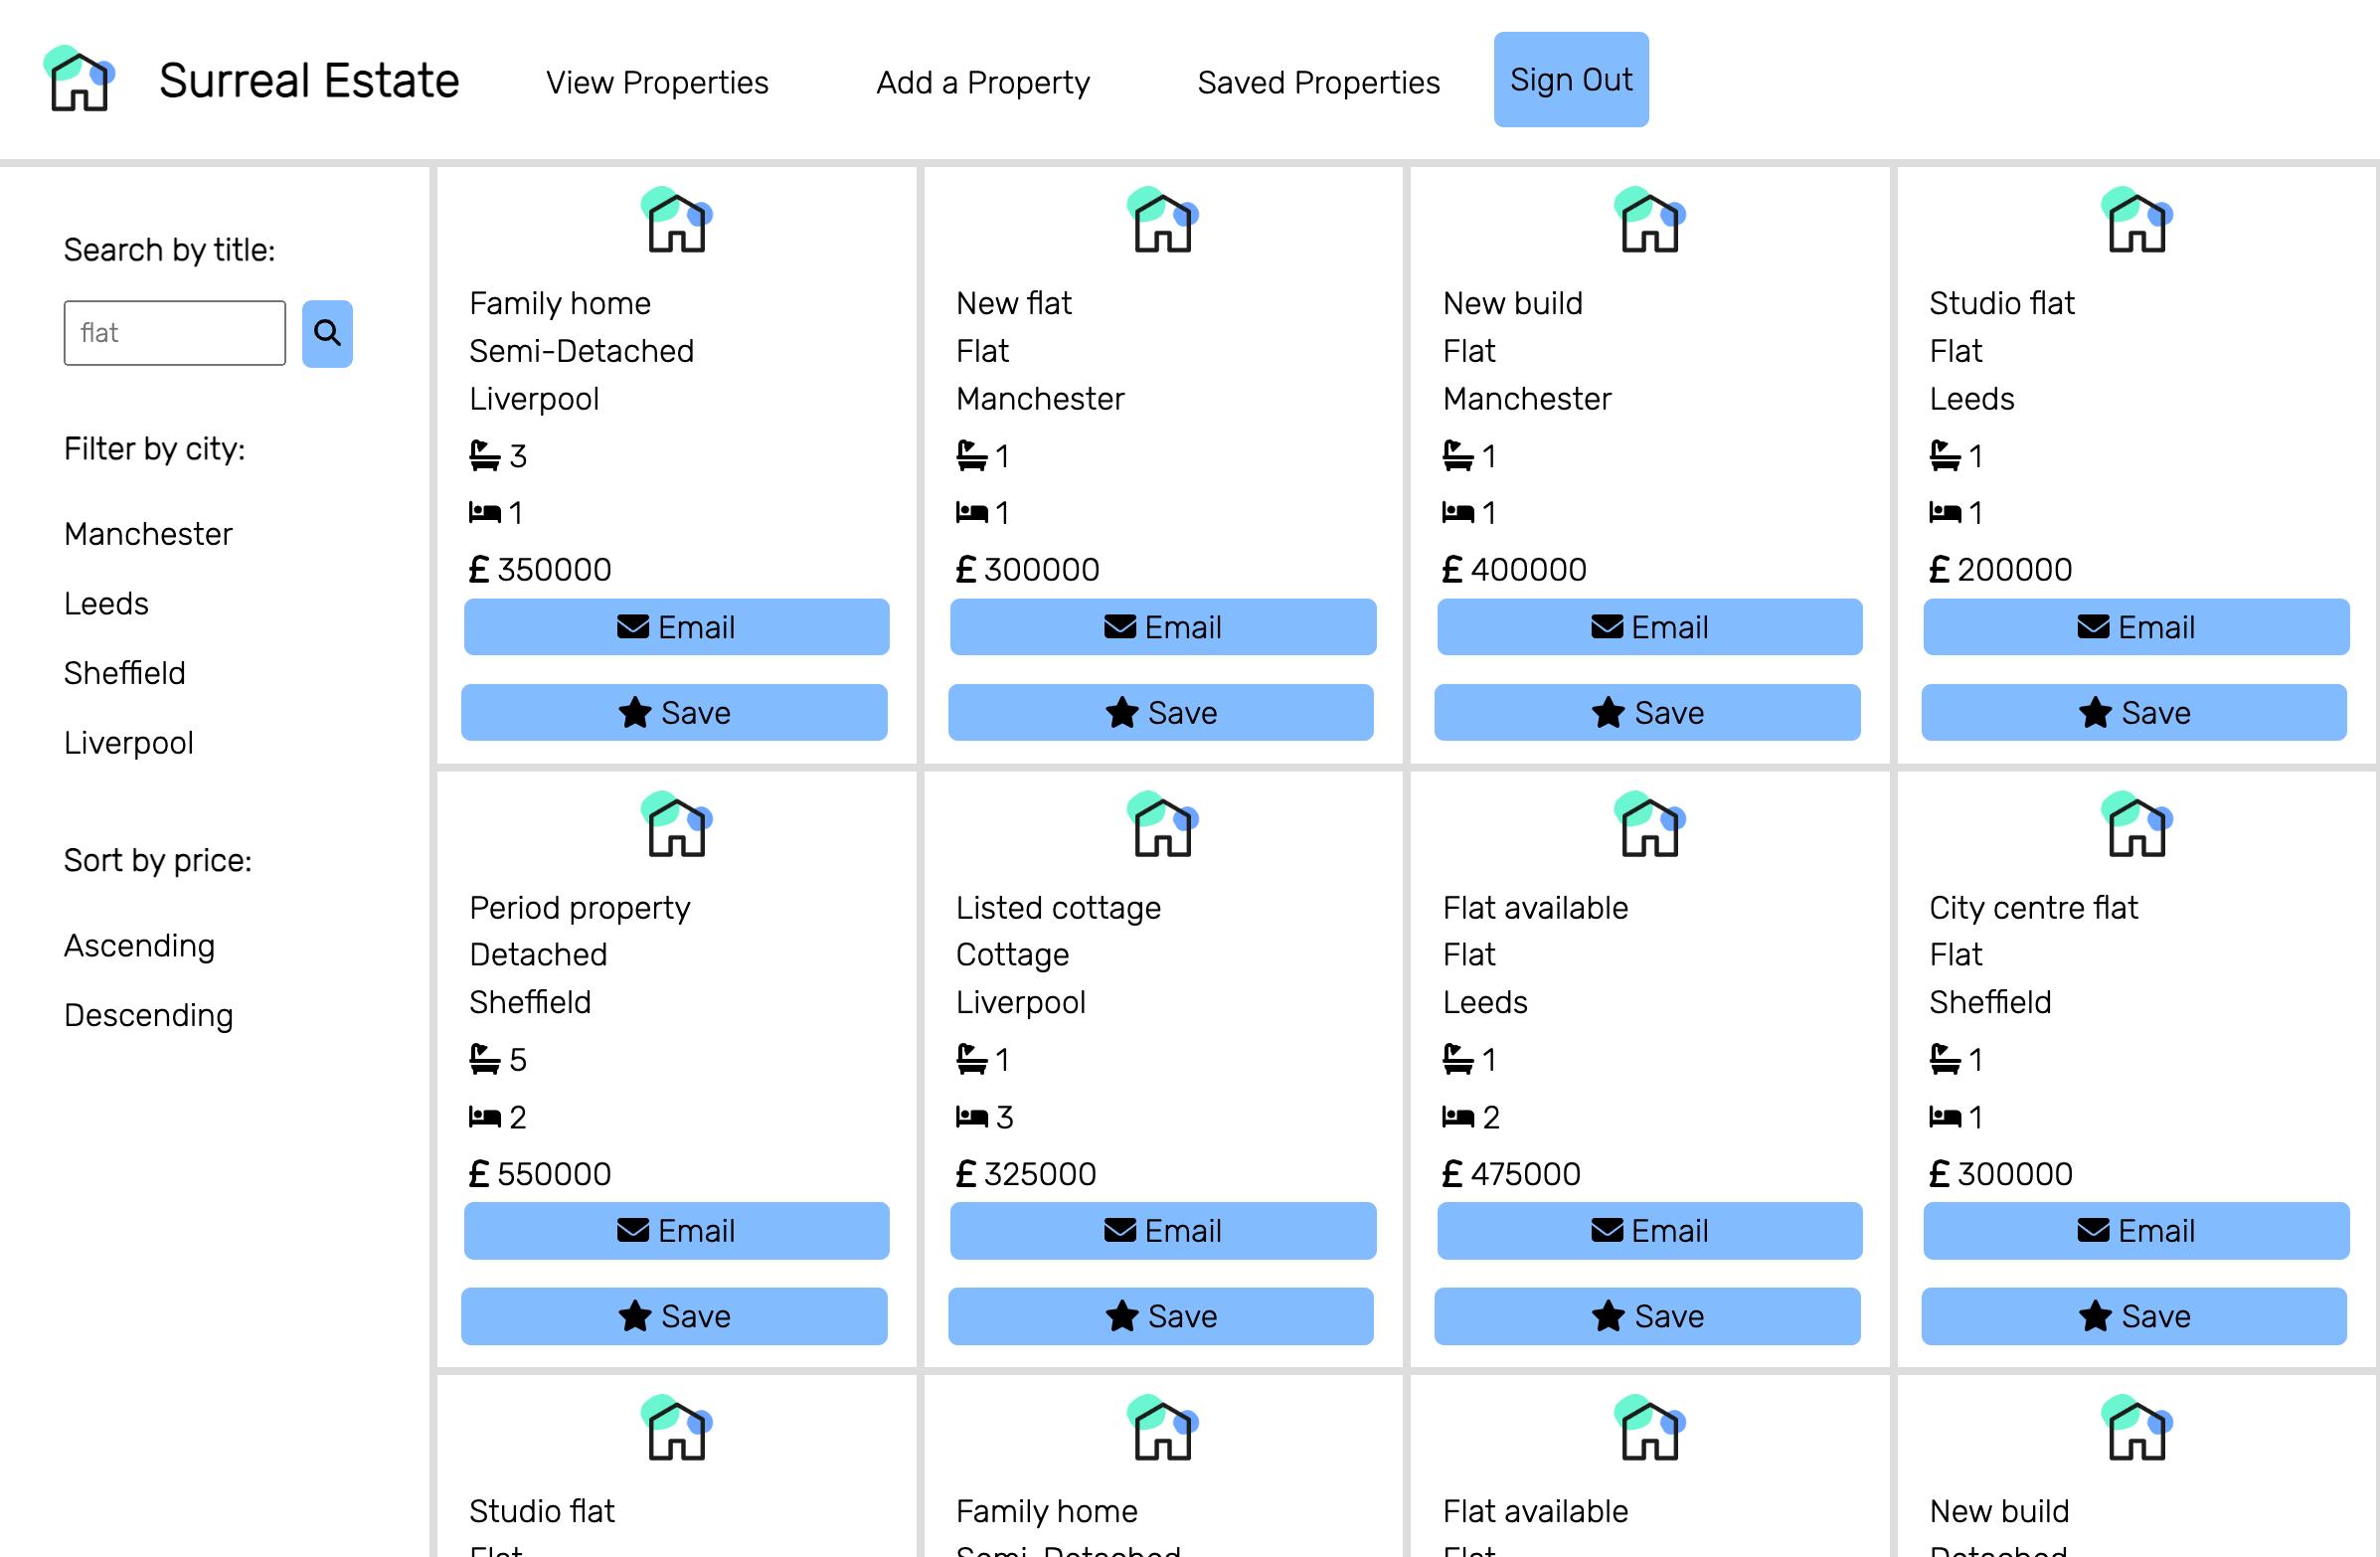 Surreal Estate
View Properties
Add a Property
Saved Properties
Sign Out
Search by title:
flat
Filter by city:
Manchester
Leeds
Sheffield
Liverpool
Sort by price:
Ascending
Descending
Family home
Semi-Detached
Liverpool
3
1
£ 350000
Email
Save
New flat
Flat
Manchester
1
1
£ 300000
Email
Save
New build
Flat
Manchester
1
1
£ 400000
Email
Save
Studio flat
Flat
Leeds
1
1
£ 200000
Email
Save
Period property
Detached
Sheffield
5
2
£ 550000
Email
Save
Listed cottage
Cottage
Liverpool
1
3
£ 325000
Email
Save
Flat available
Flat
Leeds
1
2
£ 475000
Email
Save
City centre flat
Flat
Sheffield
1
1
£ 300000
Email
Save
Studio flat
Flat
Family home
Semi-Detached
Flat available
Flat
New build
Detached